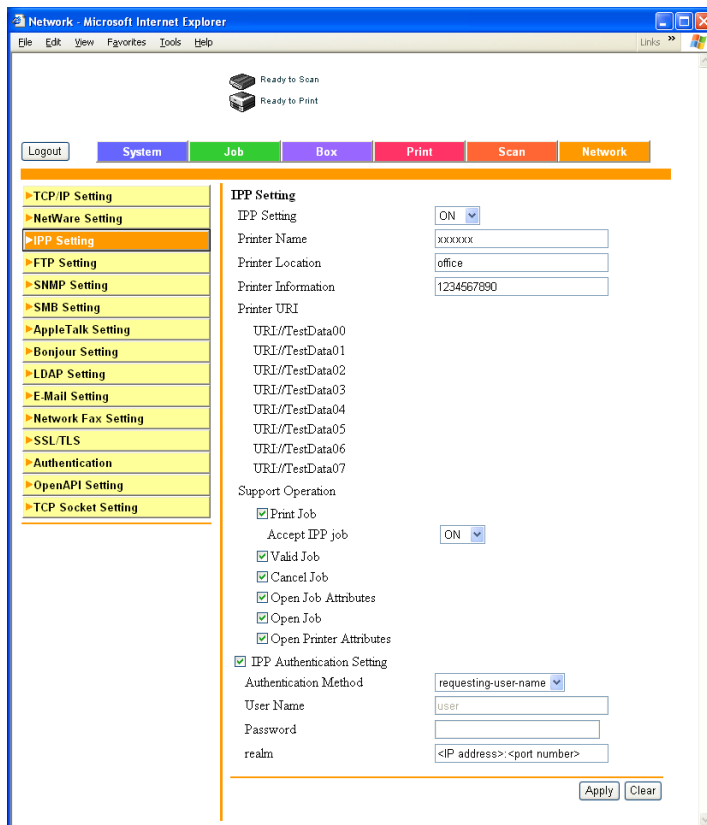 Network - Microsoft Internet Explorer
File Edit View Favorites Tools Help
Links »
Ready to Scan
Ready to Print
Logout System Job Box Print Scan Network
TCP/IP Setting
NetWare Setting
IPP Setting
FTP Setting
SNMP Setting
SMB Setting
AppleTalk Setting
Bonjour Setting
LDAP Setting
E-Mail Setting
Network Fax Setting
SSL/TLS
Authentication
OpenAPI Setting
TCP Socket Setting
IPP Setting
IPP Setting ON
Printer Name xxxxxx
Printer Location office
Printer Information 1234567890
Printer URI
URI://TestData00
URI://TestData01
URI://TestData02
URI://TestData03
URI://TestData04
URI://TestData05
URI://TestData06
URI://TestData07
Support Operation
Print Job
Accept IPP job ON
Valid Job
Cancel Job
Open Job Attributes
Open Job
Open Printer Attributes
IPP Authentication Setting
Authentication Method requesting-user-name
User Name user
Password
realm <IP address>:<port number>
Apply Clear